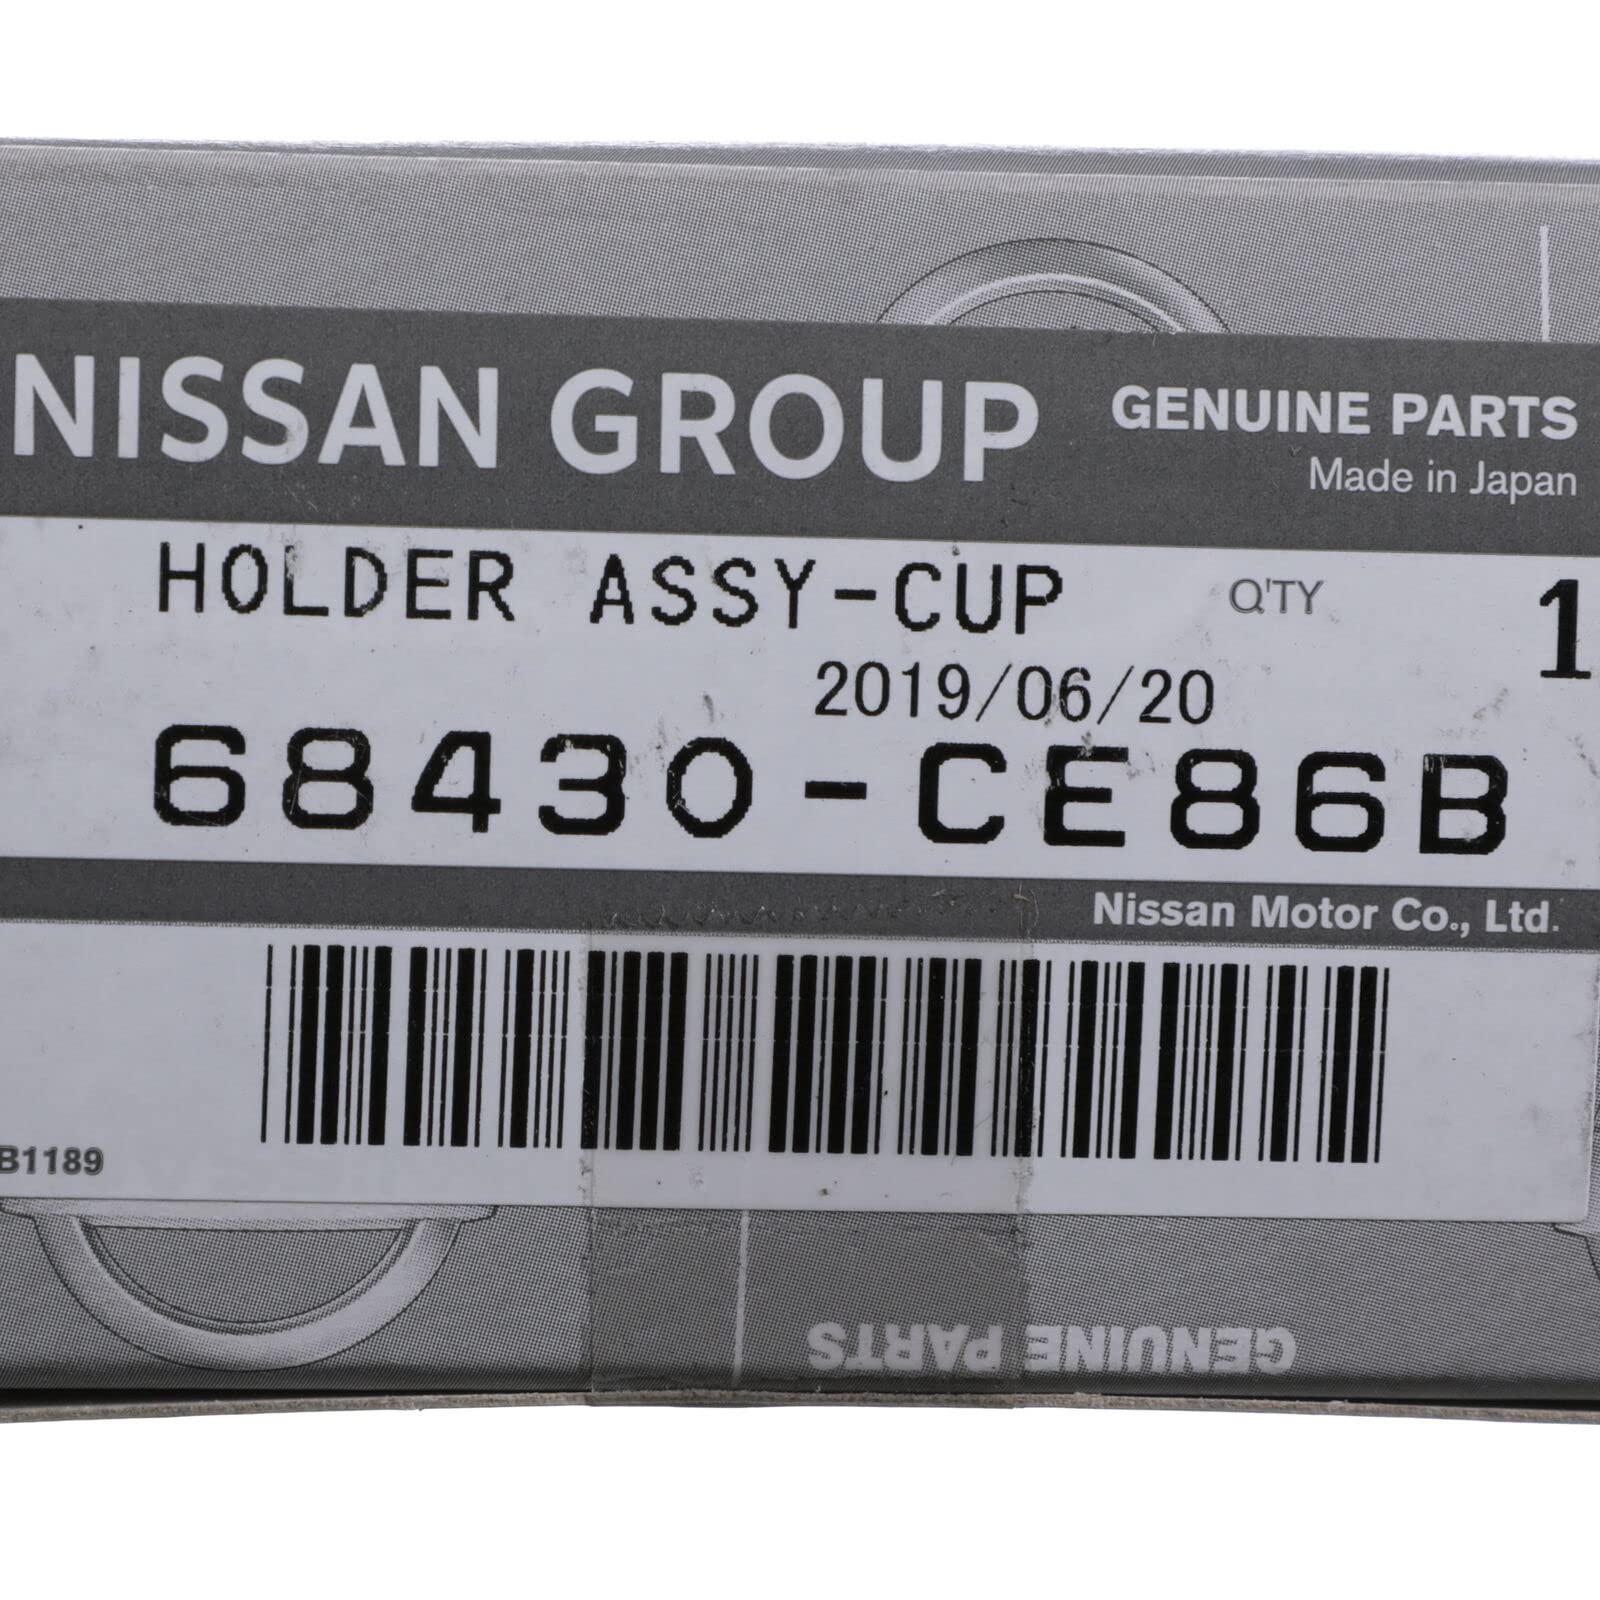 NISSAN GROUP
GENUINE PARTS
Made in Japan
HOLDER ASSY-CUP
Q'TY 1
2019/06/20
68430-CE86B
Nissan Motor Co., Ltd.
B1189
GENUINE PARTS